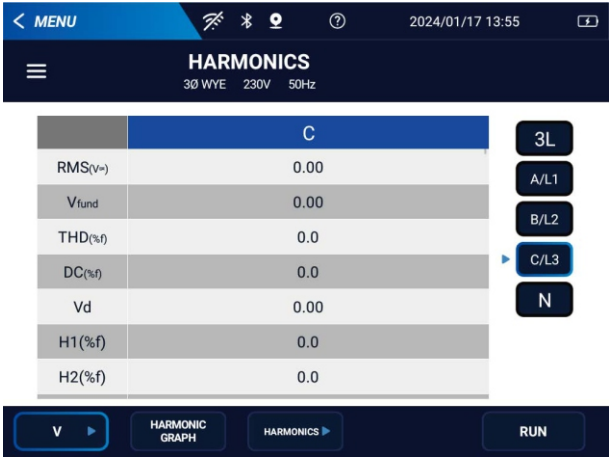 < MENU
2024/01/17 13:55
HARMONICS
3Ø WYE 230V 50Hz
C
RMS(V≂) 0.00
Vfund 0.00
THD(%f) 0.0
DC(%f) 0.0
Vd 0.00
H1(%f) 0.0
H2(%f) 0.0
3L
A/L1
B/L2
C/L3
N
V
HARMONIC
GRAPH
HARMONICS
RUN